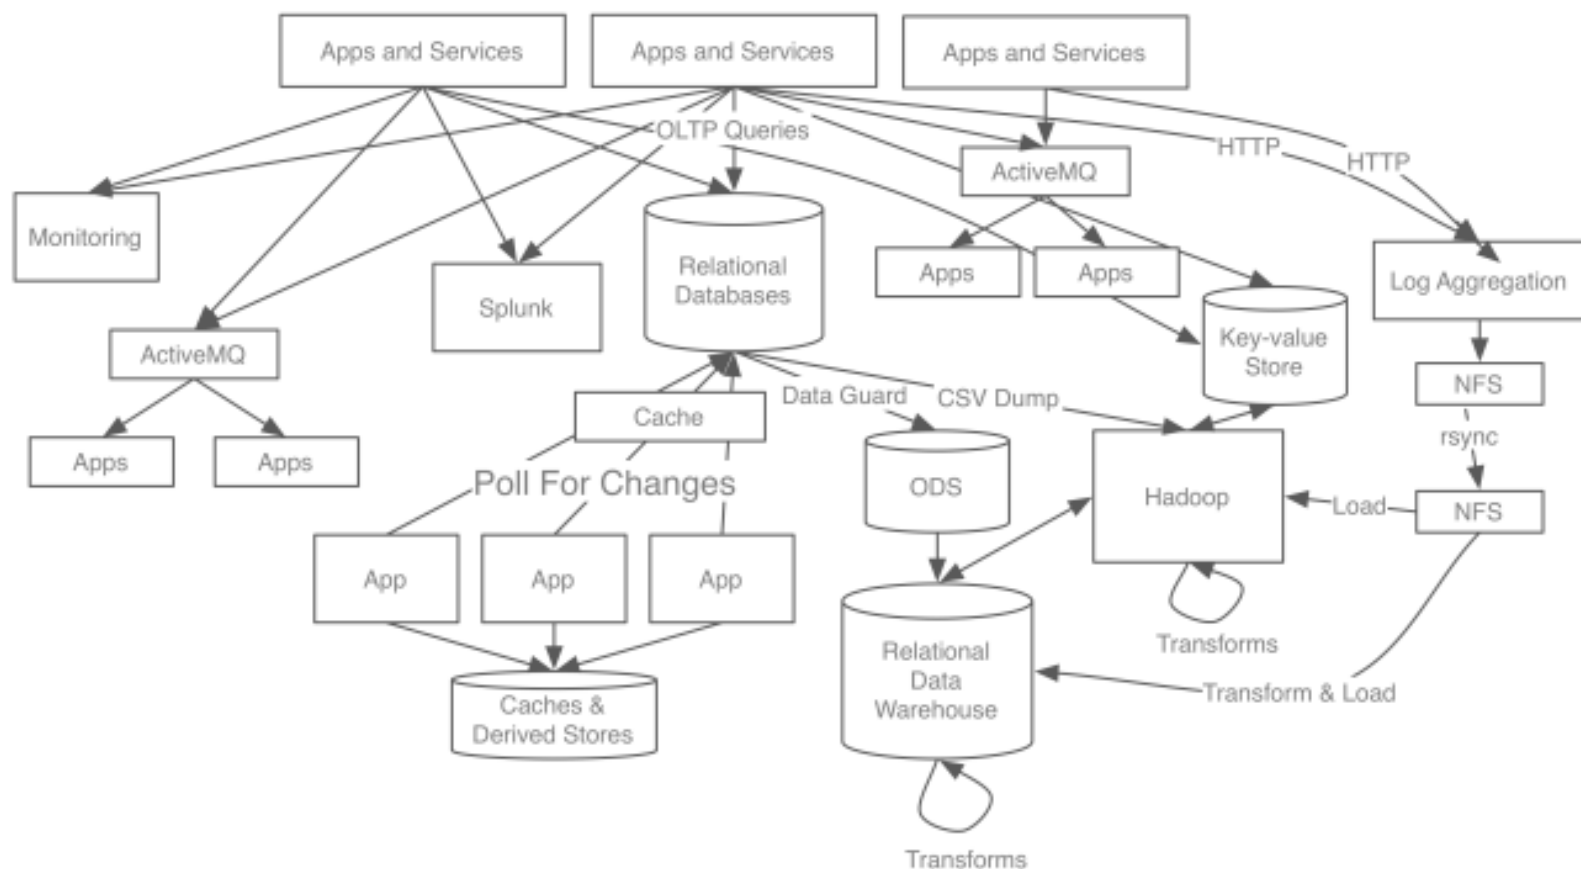 Apps and Services
Apps and Services
Apps and Services
OLTP Queries
HTTP
HTTP
ActiveMQ
Monitoring
Relational
Databases
Apps
Apps
Log Aggregation
Splunk
Key-value
Store
ActiveMQ
NFS
Data Guard
CSV Dump
Cache
rsync
Apps
Apps
Poll For Changes
ODS
Hadoop
Load
NFS
App
App
App
Transforms
Relational
Data
Warehouse
Transform & Load
Caches &
Derived Stores
Transforms